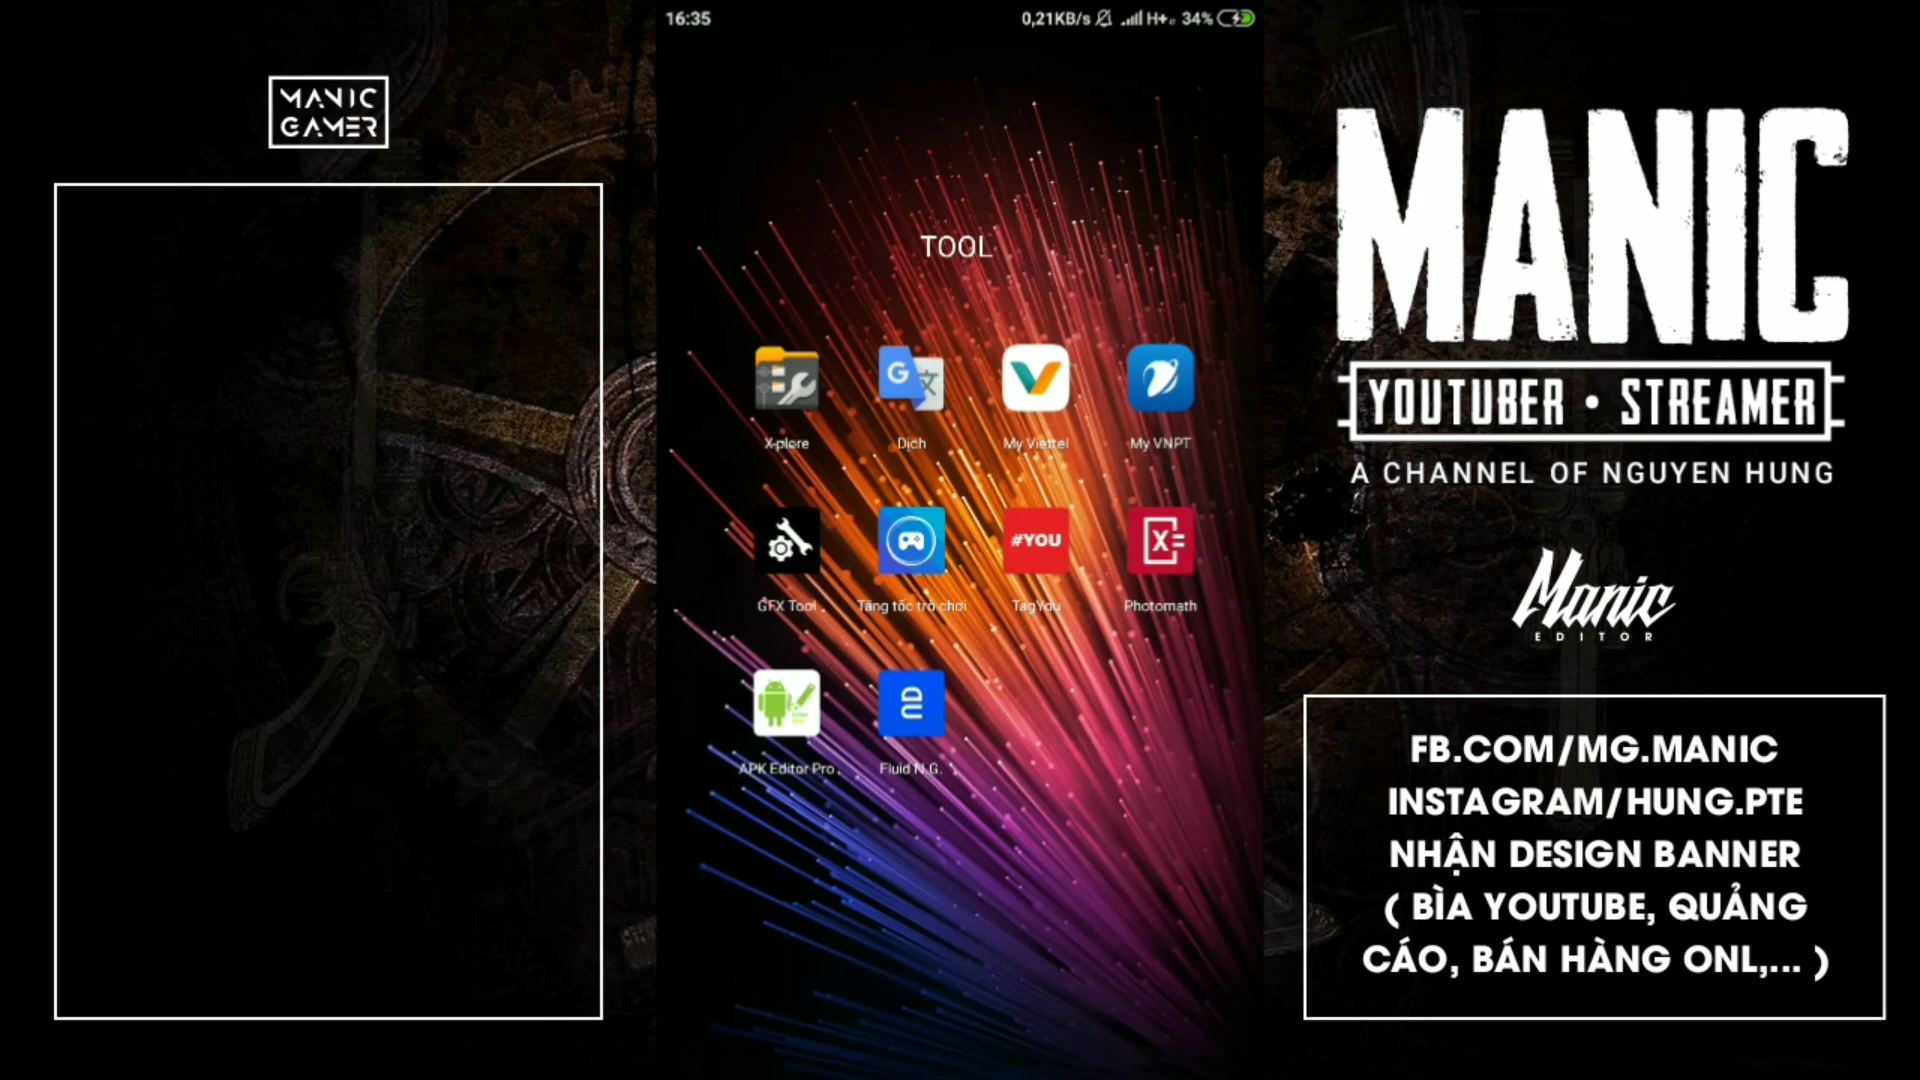 MANIC
GAMER
16:35
0,21KB/s
H+
34%
TOOL
X-plore
Dịch
My Viettel
My VNPT
#YOU
GFX Tool
Tăng tốc trò chơi
TagYou
Photomath
APK Editor Pro
Fluid N.G.
MANIC
YOUTUBER • STREAMER
A CHANNEL OF NGUYEN HUNG
Manic
EDITOR
FB.COM/MG.MANIC
INSTAGRAM/HUNG.PTE
NHẬN DESIGN BANNER
( BÌA YOUTUBE, QUẢNG
CÁO, BÁN HÀNG ONL,... )